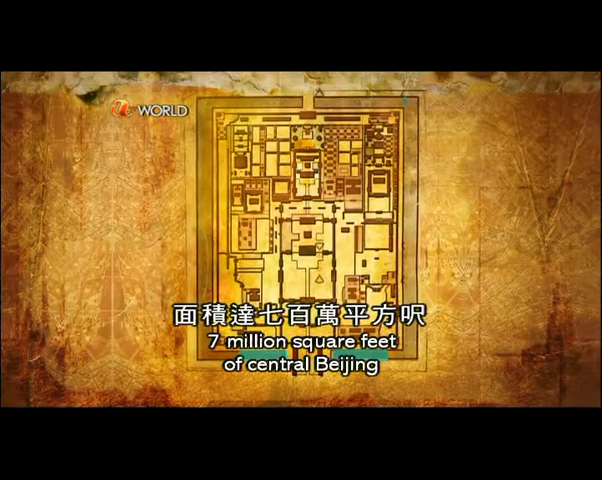 WORLD
面積達七百萬平方呎
7 million square feet
of central Beijing